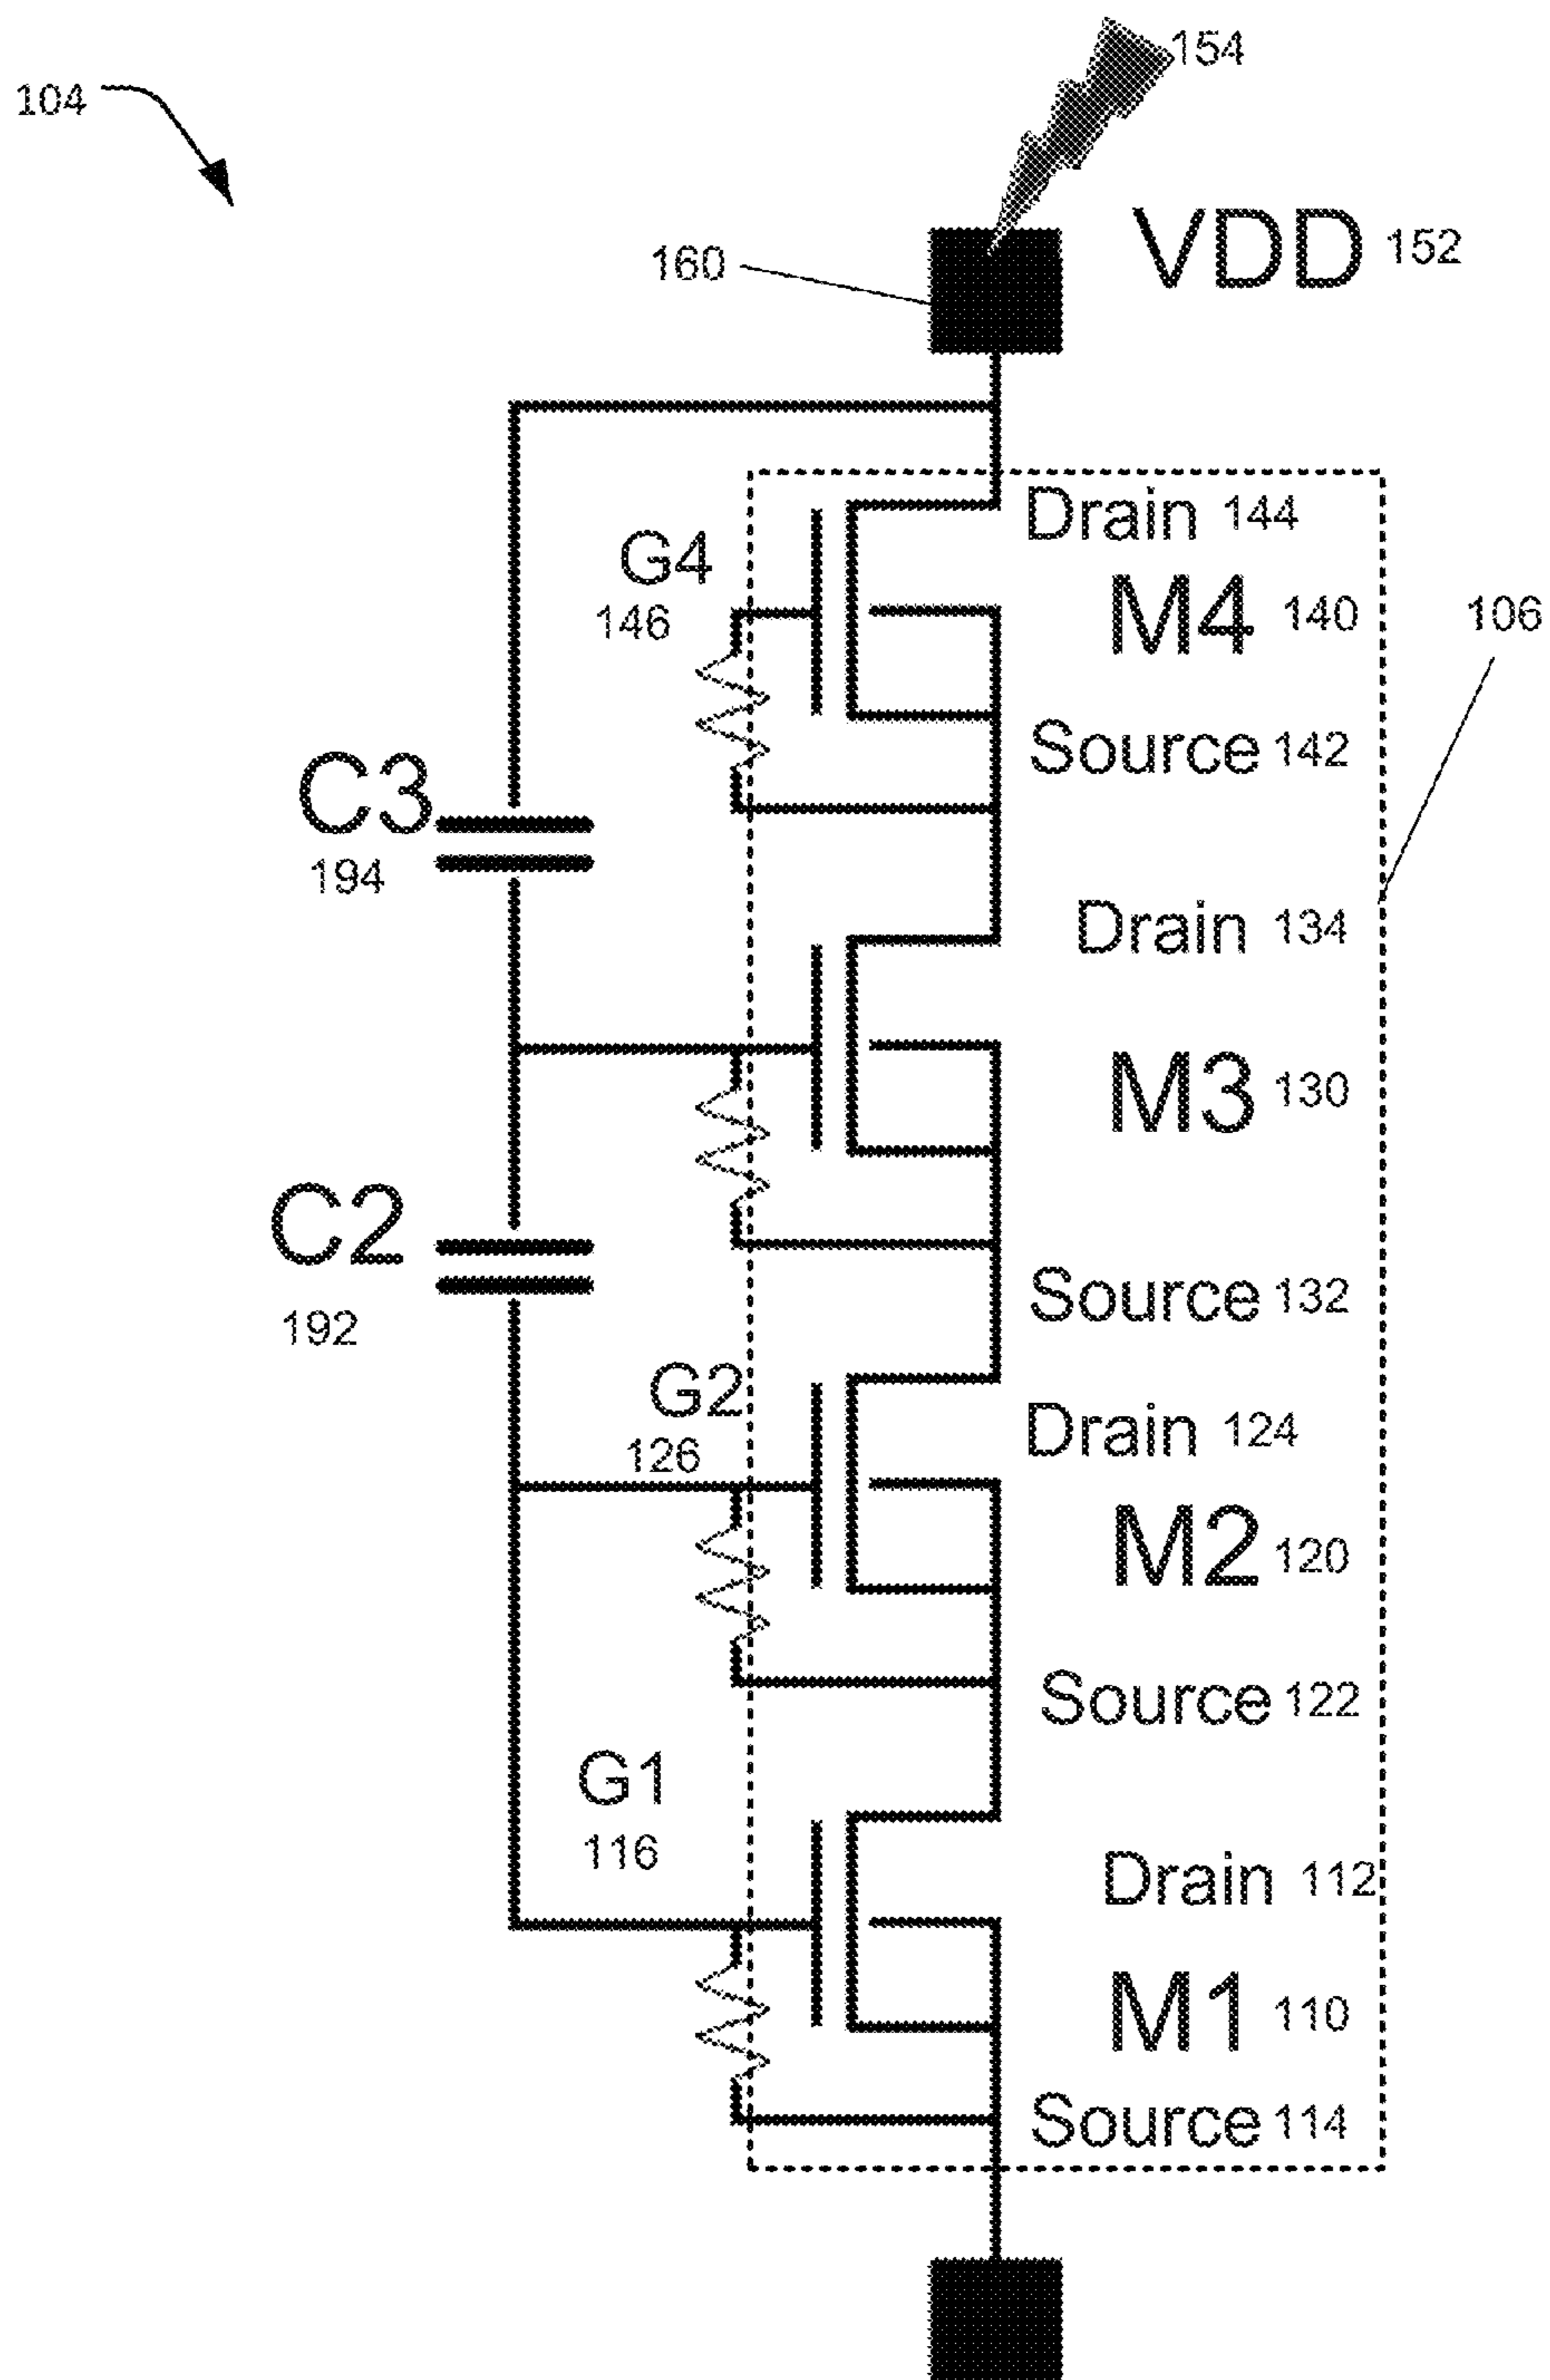 154
104
VDD 152
160
Drain 144
G4
146
M4 140
106
Source 142
C3
194
Drain 134
M3 130
C2
192
Source 132
G2
126
Drain 124
M2 120
Source 122
G1
116
Drain 112
M1 110
Source 114